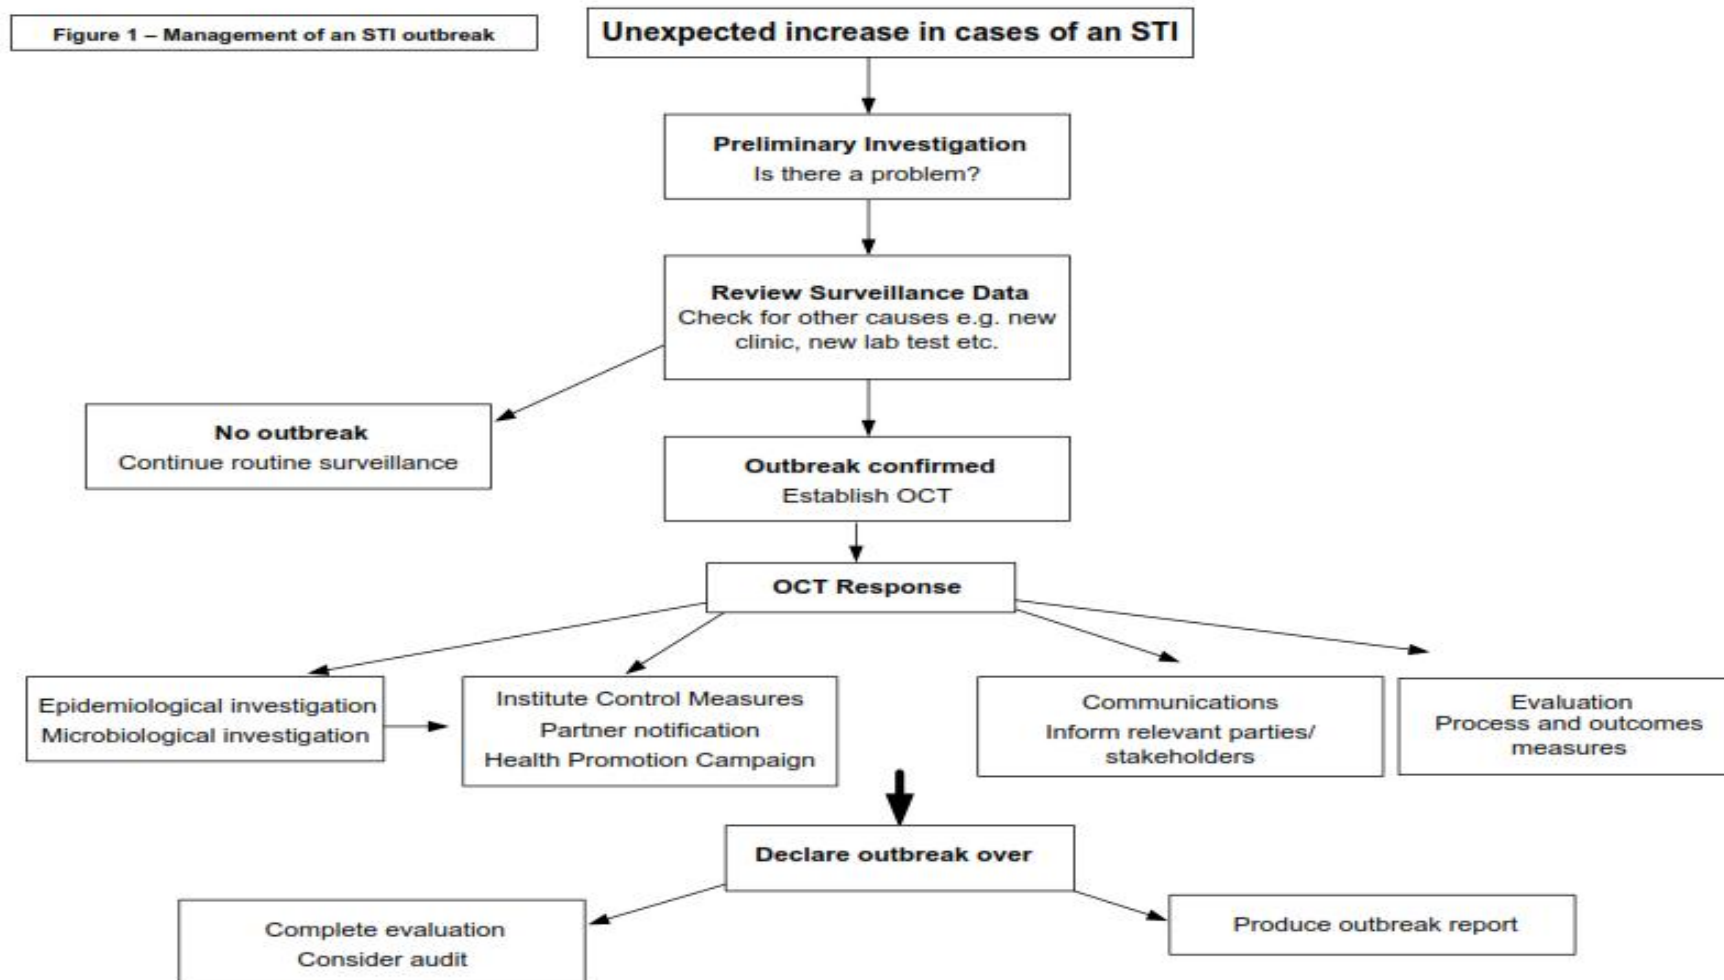 Figure 1 – Management of an STI outbreak
Unexpected increase in cases of an STI
Preliminary Investigation
Is there a problem?
Review Surveillance Data
Check for other causes e.g. new
clinic, new lab test etc.
No outbreak
Continue routine surveillance
Outbreak confirmed
Establish OCT
OCT Response
Epidemiological investigation
Microbiological investigation
Institute Control Measures
Partner notification
Health Promotion Campaign
Communications
Inform relevant parties/
stakeholders
Evaluation
Process and outcomes
measures
Declare outbreak over
Complete evaluation
Consider audit
Produce outbreak report